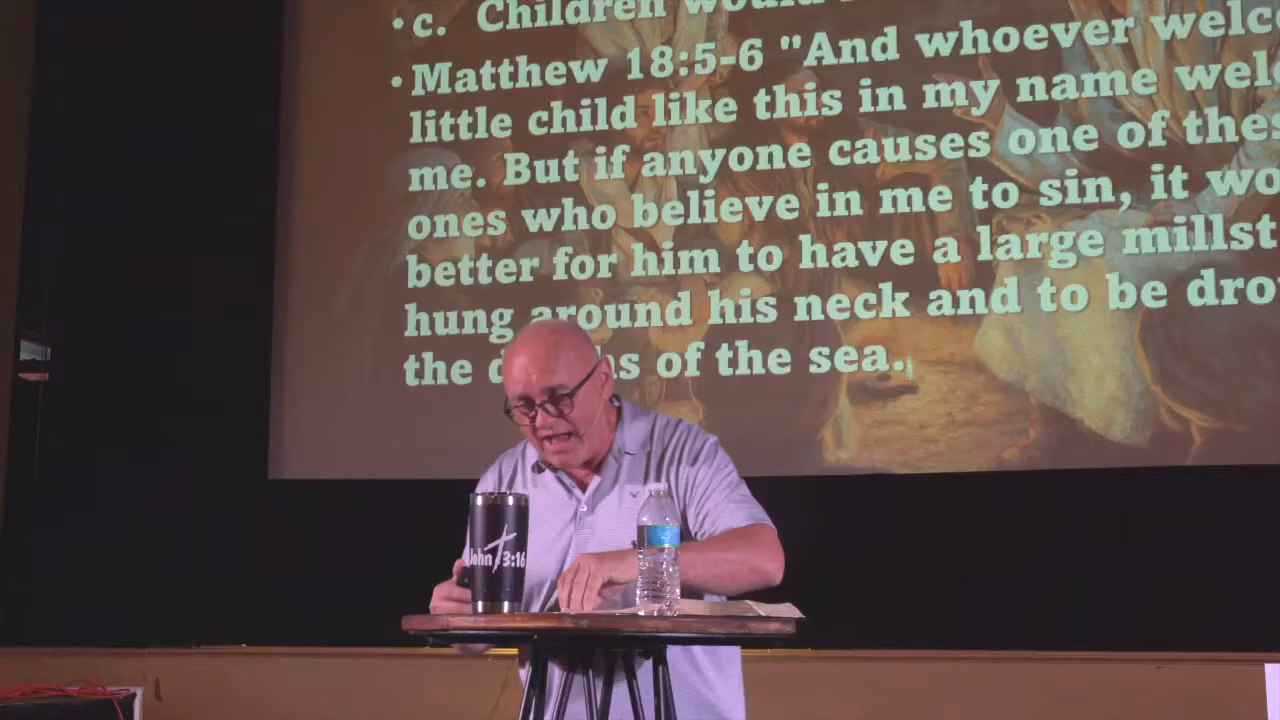 • c. Children would
• Matthew 18:5-6 "And whoever
little child like this in my name
me. But if anyone causes one of
ones who believe in me to sin, it
better for him to have a large
hung around his neck and to be
the of the sea.
John 3:16